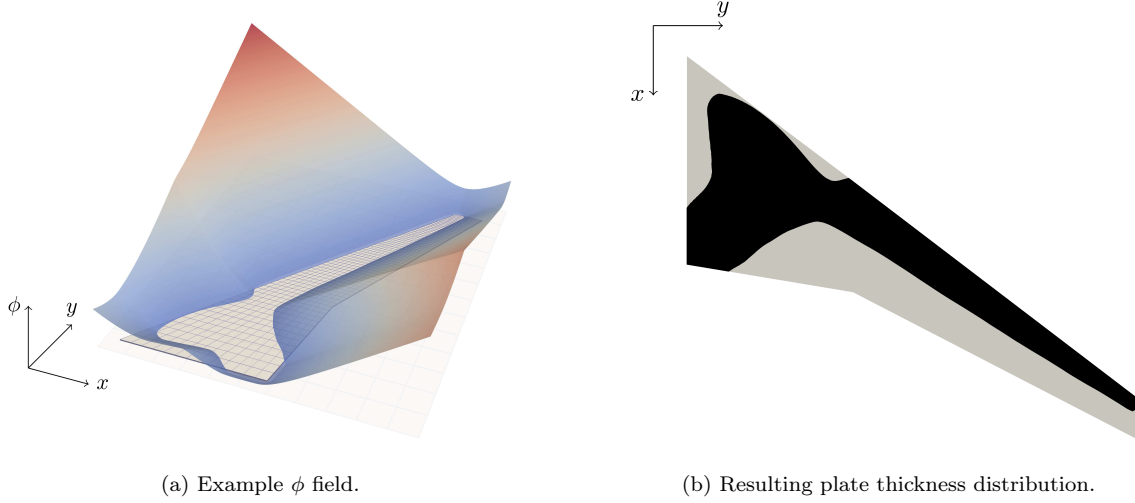 ϕ
y
x
y
x
(a) Example ϕ field.
(b) Resulting plate thickness distribution.